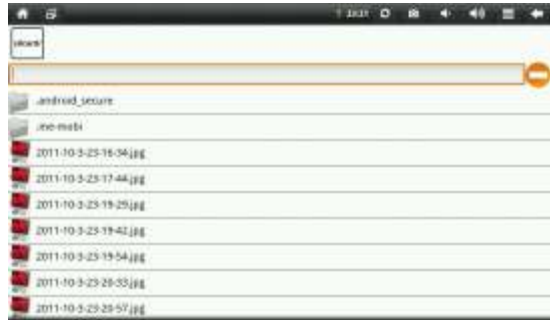 23:21
sdcard/
.android_secure
.me-mobi
2011-10-3-23-16-34.jpg
2011-10-3-23-17-44.jpg
2011-10-3-23-19-29.jpg
2011-10-3-23-19-42.jpg
2011-10-3-23-19-54.jpg
2011-10-3-23-20-33.jpg
2011-10-3-23-20-57.jpg